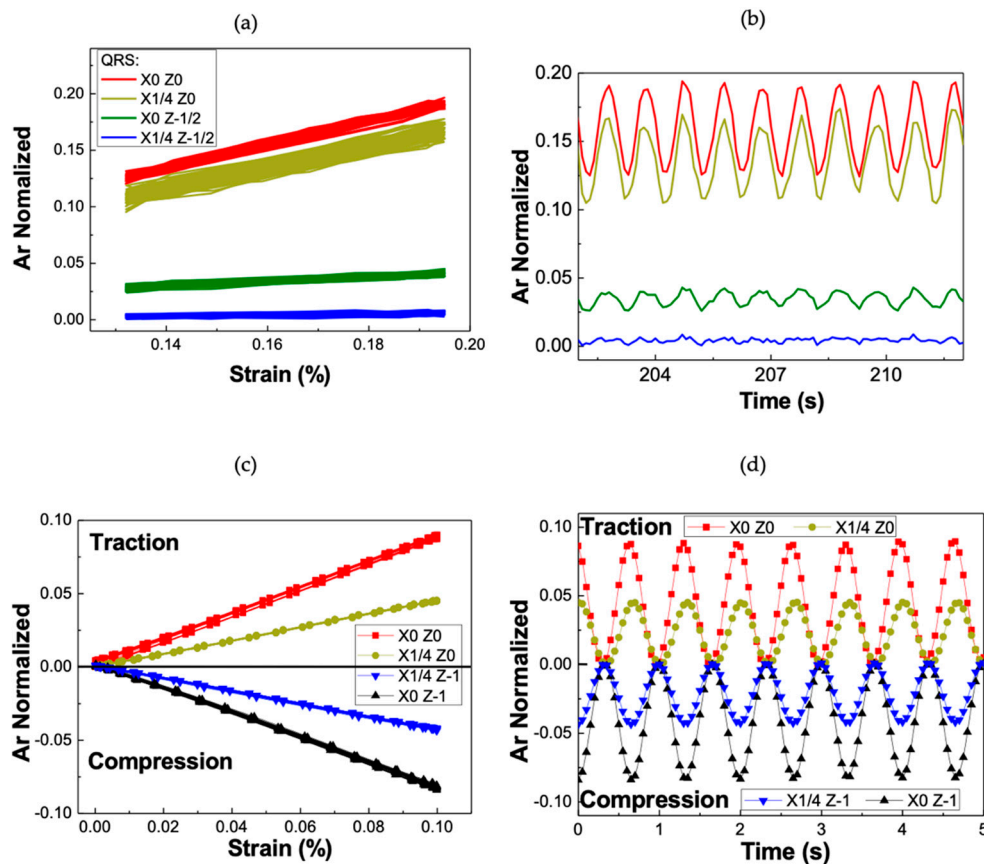 (a)
Ar Nomalized
0.20
0.15
0.10
0.05
0.00
QRS:
X0 Z0
X1/4 Z0
X0 Z-1/2
X1/4 Z-1/2
0.14 0.16 0.18 0.20
Strain (%)
(b)
Ar Normalized
0.20
0.15
0.10
0.05
0.00
204 207 210
Time (s)
(c)
Ar Normalized
0.10
0.05
0.00
-0.05
-0.10
Traction
X0 Z0
X1/4 Z0
X1/4 Z-1
X0 Z-1
Compression
0.00 0.02 0.04 0.06 0.08 0.10
Strain (%)
(d)
Ar Normalized
0.10
0.05
0.00
-0.05
-0.10
Traction X0 Z0 X1/4 Z0
Compression X1/4 Z-1 X0 Z-1
0 1 2 3 4 5
Time (s)